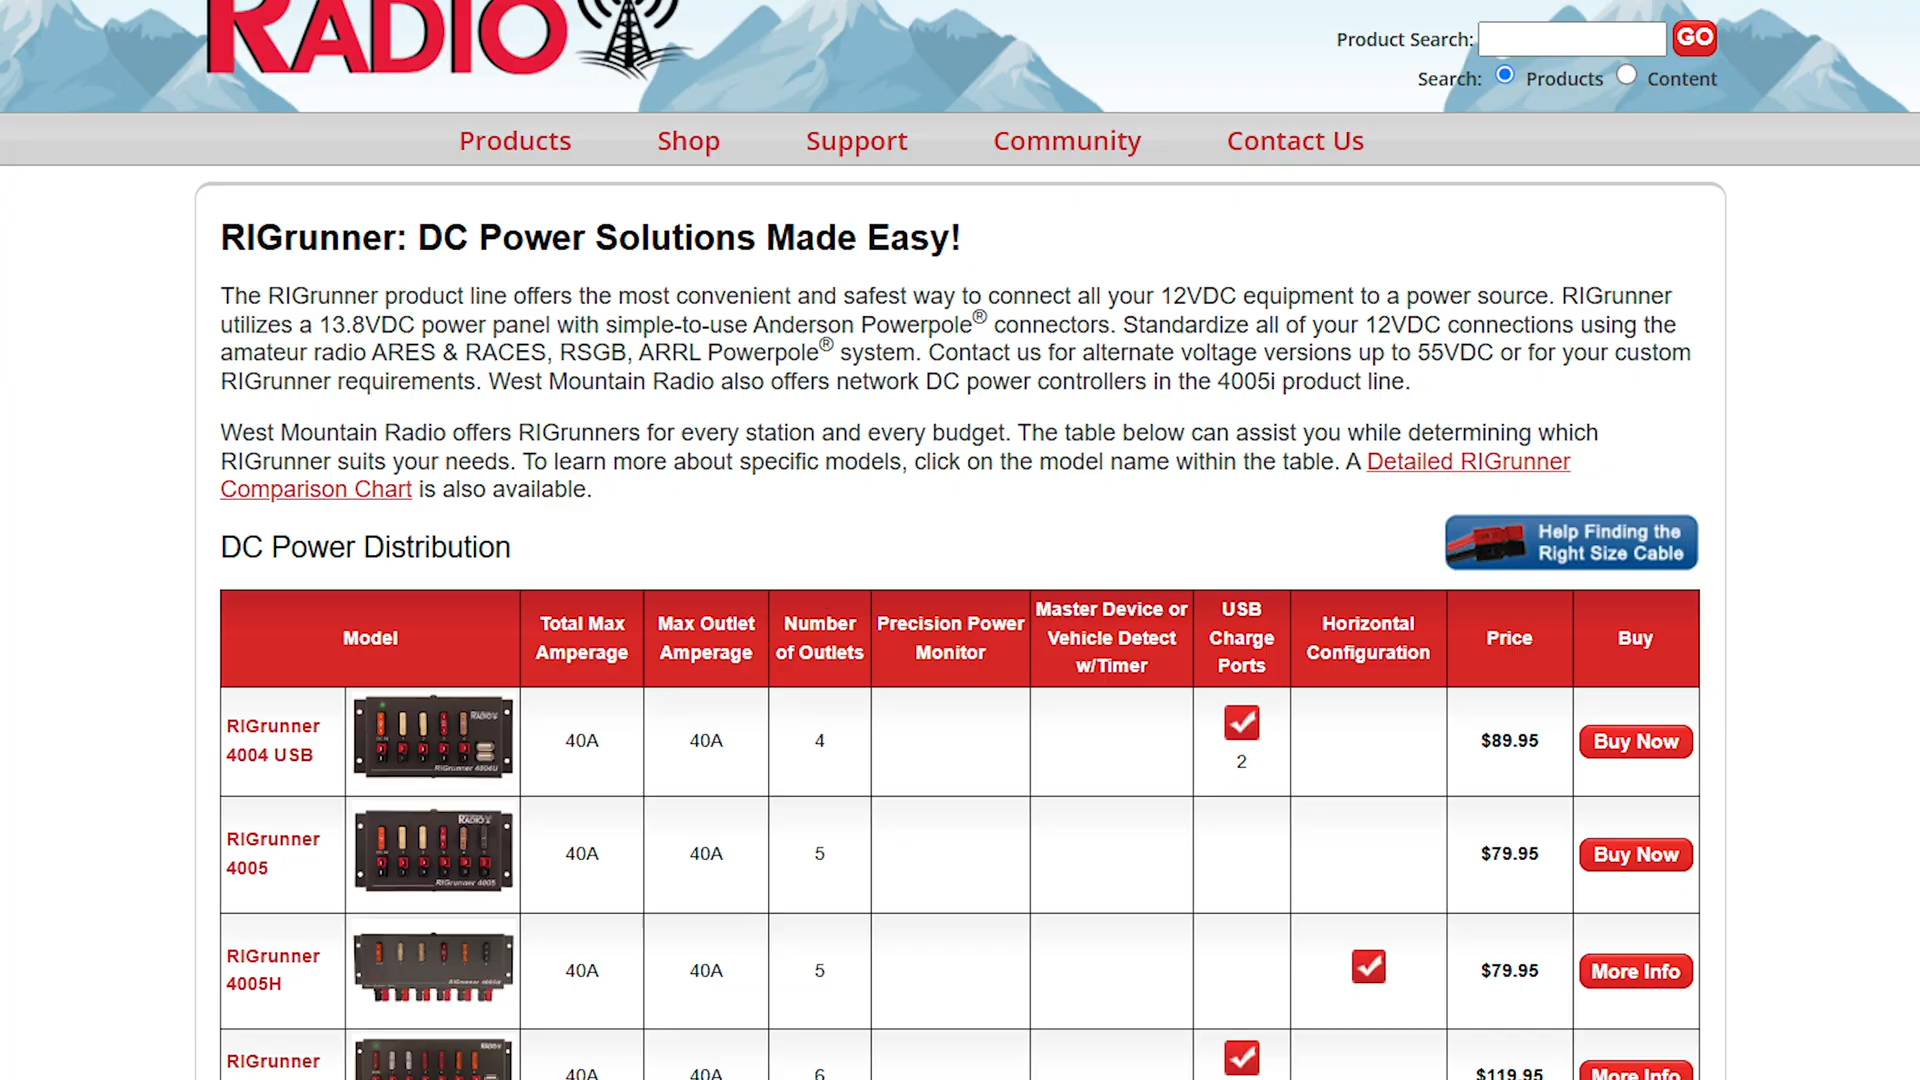 RADIO
Product Search:
GO
Search: Products Content
Products Shop Support Community Contact Us
RIGrunner: DC Power Solutions Made Easy!
The RIGrunner product line offers the most convenient and safest way to connect all your 12VDC equipment to a power source. RIGrunner
utilizes a 13.8VDC power panel with simple-to-use Anderson Powerpole® connectors. Standardize all of your 12VDC connections using the
amateur radio ARES & RACES, RSGB, ARRL Powerpole® system. Contact us for alternate voltage versions up to 55VDC or for your custom
RIGrunner requirements. West Mountain Radio also offers network DC power controllers in the 4005i product line.
West Mountain Radio offers RIGrunners for every station and every budget. The table below can assist you while determining which
RIGrunner suits your needs. To learn more about specific models, click on the model name within the table. A Detailed RIGrunner
Comparison Chart is also available.
DC Power Distribution
Help Finding the
Right Size Cable
Model
Total Max
Amperage
Max Outlet
Amperage
Number
of Outlets
Precision Power
Monitor
Master Device or
Vehicle Detect
w/Timer
USB
Charge
Ports
Horizontal
Configuration
Price
Buy
RIGrunner
4004 USB
RADIO
RIGrunner 4004U
40A 40A 4
2
$89.95 Buy Now
RIGrunner
4005
RADIO
RIGrunner 4005
40A 40A 5 $79.95 Buy Now
RIGrunner
4005H
40A 40A 5 $79.95 More Info
RIGrunner
40A 40A 6 $119.95 More Info